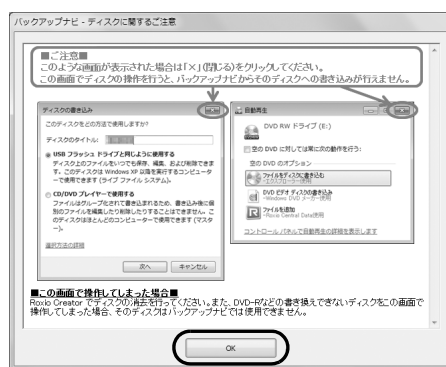 バックアップナビ - ディスクに関するご注意
■ご注意■
このような画面が表示された場合は「×」(閉じる)をクリックしてください。
この画面でディスクの操作を行うと、バックアップナビからそのディスクへの書き込みが行えません。
ディスクの書き込み
このディスクをどの方法で使用しますか?
ディスクのタイトル:
USB フラッシュ ドライブと同じように使用する
ディスク上のファイルをいつでも保存、編集、および削除できます。このディスクは Windows XP 以降を実行するコンピューターで使用できます (ライブ ファイル システム)。
CD/DVD プレイヤーで使用する
ファイルはグループ化されて書き込まれるため、書き込み後に個別のファイルを編集したり削除したりすることはできません。このディスクはほとんどのコンピューターで使用できます (マスター)。
選択方法の詳細
次へ
キャンセル
自動再生
DVD RW ドライブ (E:)
空の DVD に対しては常に次の動作を行う:
空の DVD のオプション
ファイルをディスクに書き込む
-エクスプローラー使用
DVD ビデオ ディスクの書き込み
-Windows DVD メーカー使用
ファイルを追加
-Roxio Central Data使用
コントロール パネルで自動再生の詳細を表示します
■この画面で操作してしまった場合■
Roxio Creator でディスクの消去を行ってください。また、DVD-Rなどの書き換えできないディスクをこの画面で
操作してしまった場合、そのディスクはバックアップナビでは使用できません。
OK